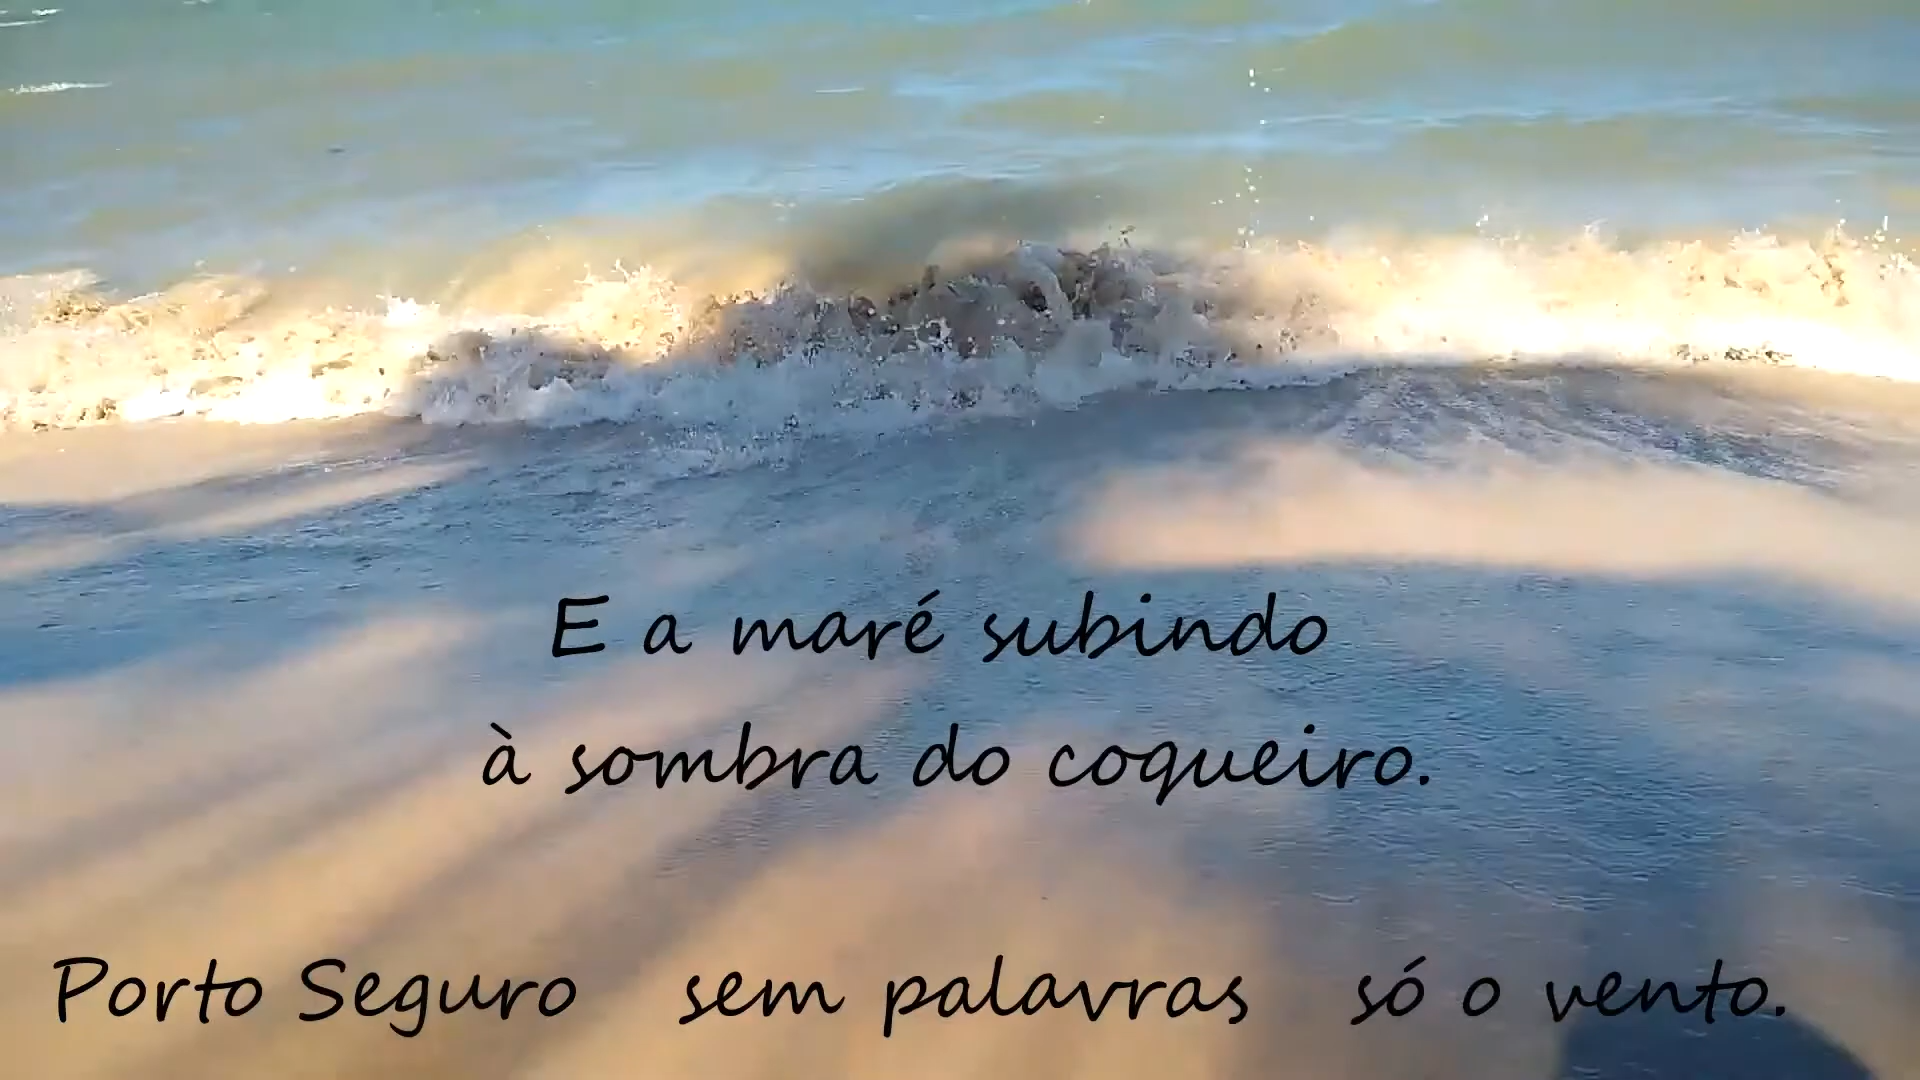 E a maré subindo
à sombra do coqueiro.
Porto Seguro sem palavras só o vento.